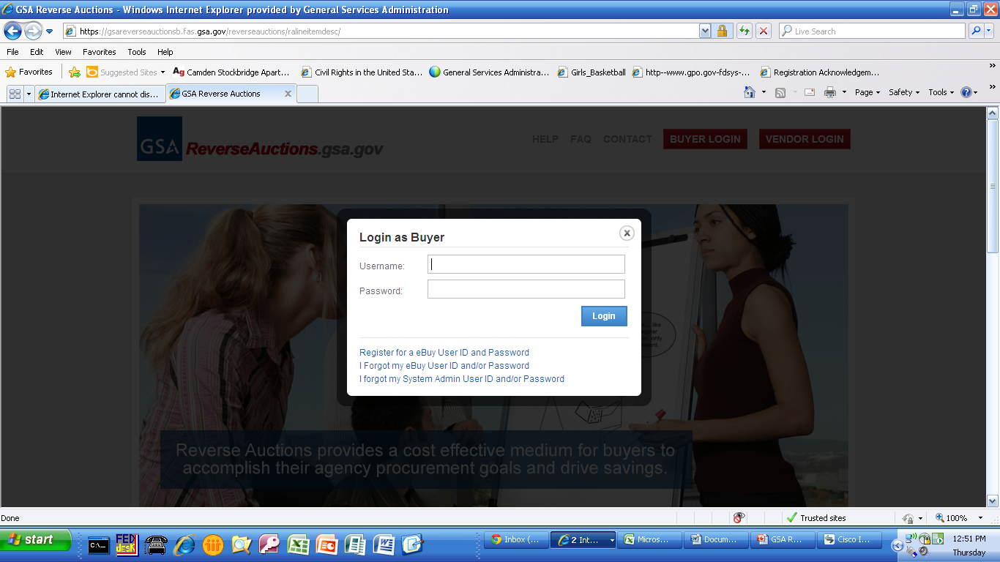 GSA Reverse Auctions - Windows Internet Explorer provided by General Services Administration
https://gsareverseauctionsb.fas.gsa.gov/reverseauctions/ralineitemdesc/
Live Search
File Edit View Favorites Tools Help
Favorites Suggested Sites Camden Stockbridge Apart... Civil Rights in the United Sta... General Services Administra... Girls_Basketball http--www.gpo.gov-fdsys-... Registration Acknowledgem...
Internet Explorer cannot dis... GSA Reverse Auctions Page Safety Tools
GSA ReverseAuctions.gsa.gov HELP FAQ CONTACT BUYER LOGIN VENDOR LOGIN
Login as Buyer
Username:
Password:
Login
Register for a eBuy User ID and Password
I Forgot my eBuy User ID and/or Password
I forgot my System Admin User ID and/or Password
Reverse Auctions provides a cost effective medium for buyers to
accomplish their agency procurement goals and drive savings.
Done Trusted sites 100%
start FED desk Inbox (... 2 Int... Micros... Docum... GSA R... Cisco I... 12:51 PM
Thursday